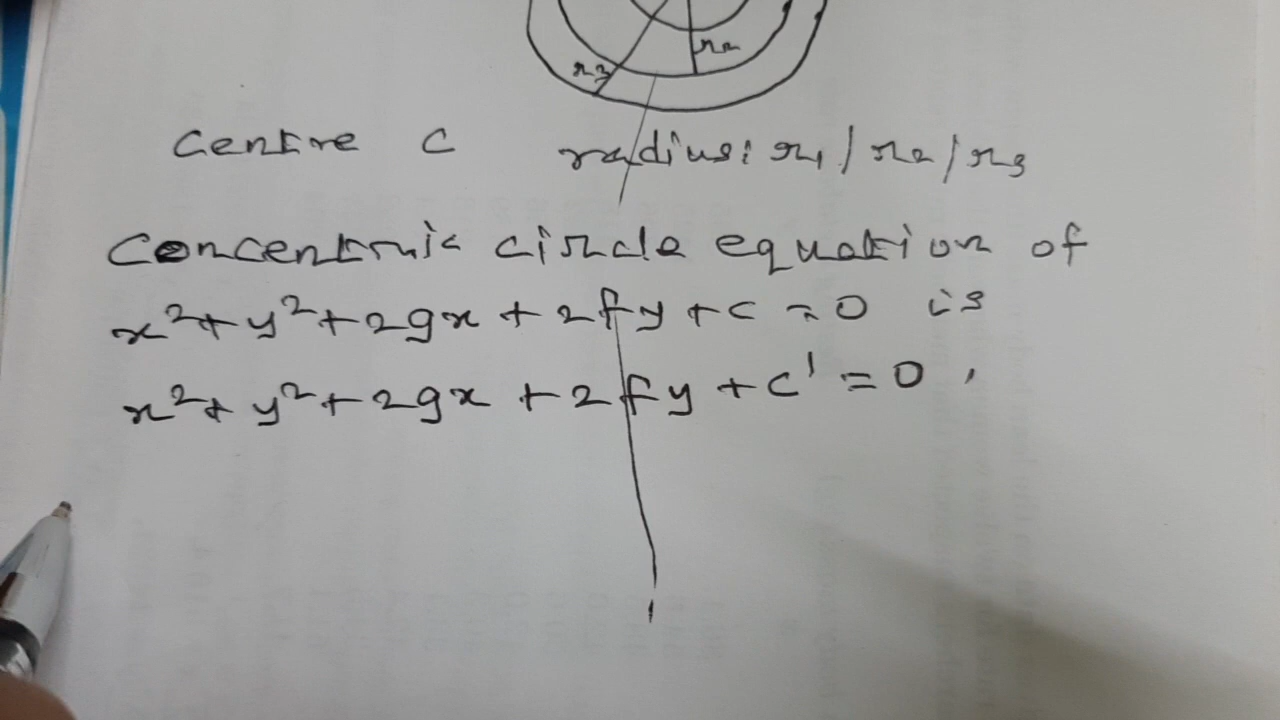 r2
r3
Centre C radius: r1/r2/r3
Concentric circle equation of
x²+y²+2gx+2fy+c=0 is
x²+y²+2gx+2fy+c'=0,